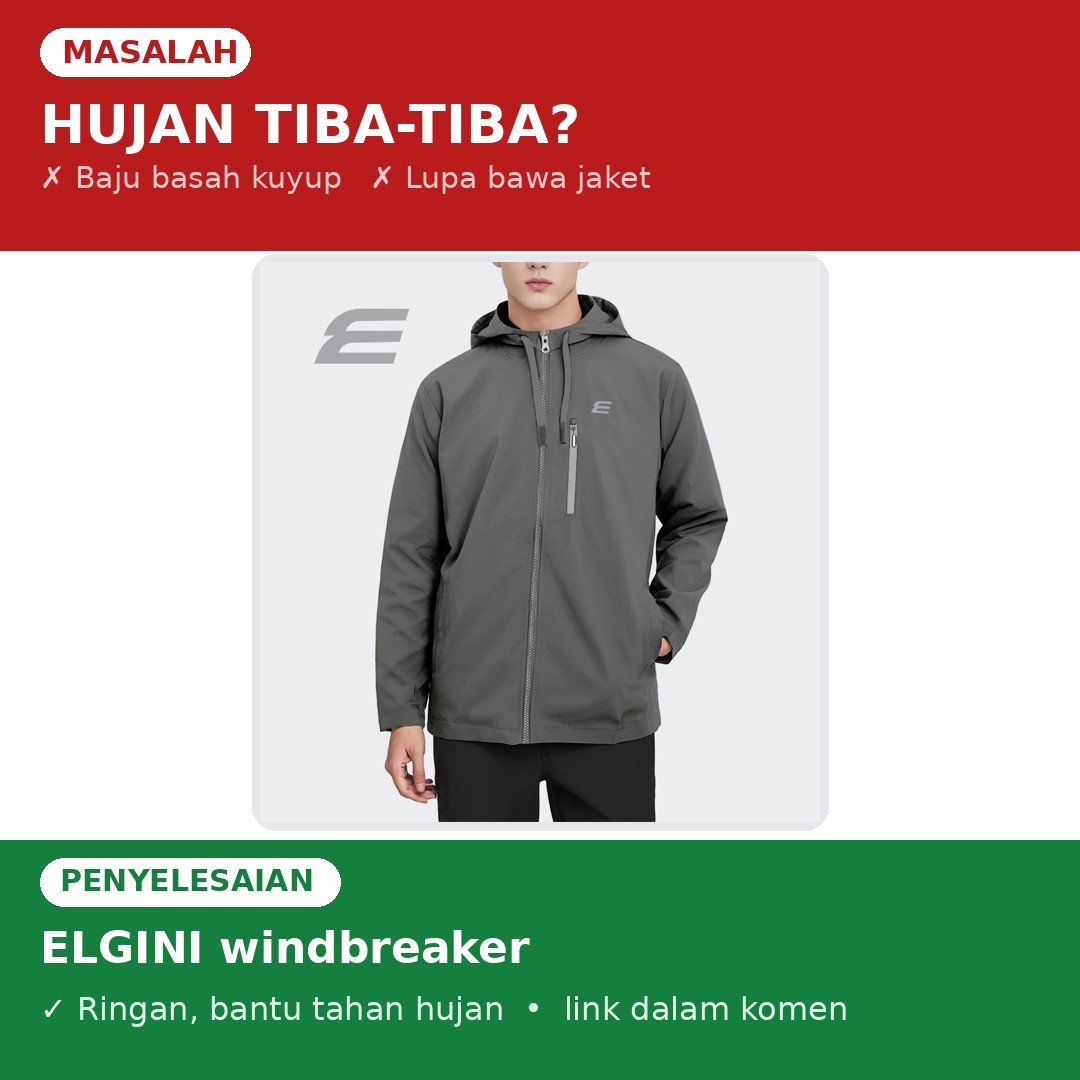 MASALAH
HUJAN TIBA-TIBA?
✗ Baju basah kuyup ✗ Lupa bawa jaket
PENYELESAIAN
ELGINI windbreaker
✓ Ringan, bantu tahan hujan • link dalam komen